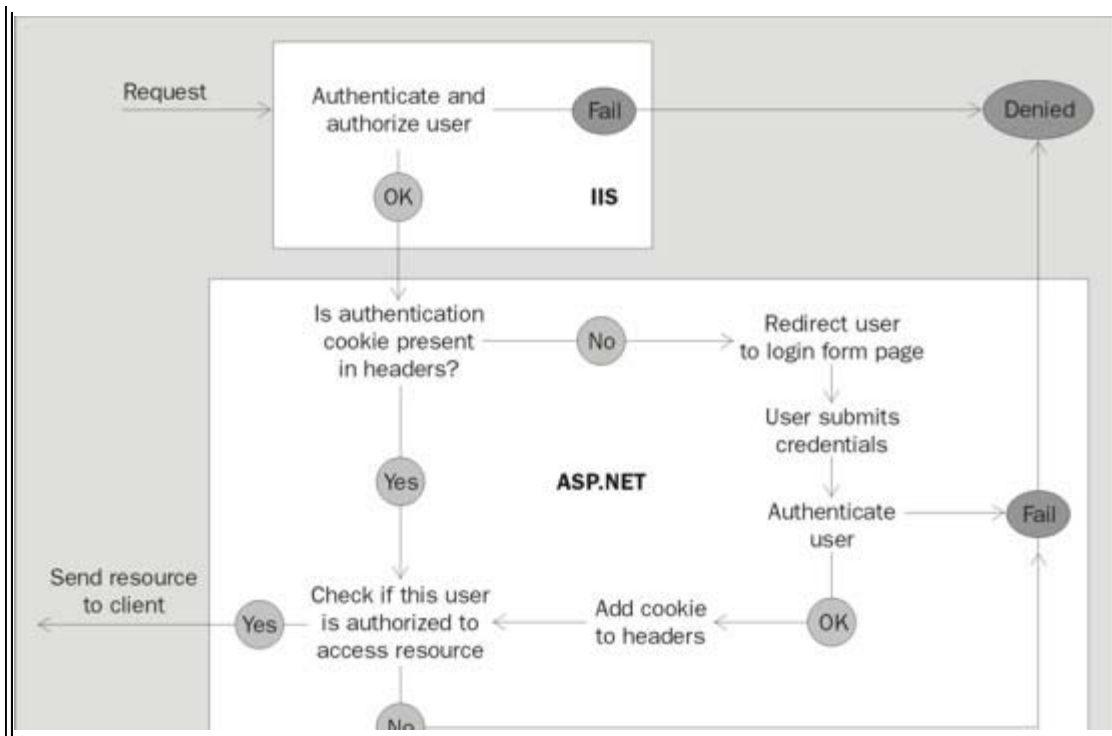 Request
Authenticate and
authorize user
Fail
Denied
OK
IIS
Is authentication
cookie present
in headers?
No
Redirect user
to login form page
User submits
credentials
Yes
ASP.NET
Authenticate
user
Fail
Send resource
to client
Yes
Check if this user
is authorized to
access resource
Add cookie
to headers
OK
No